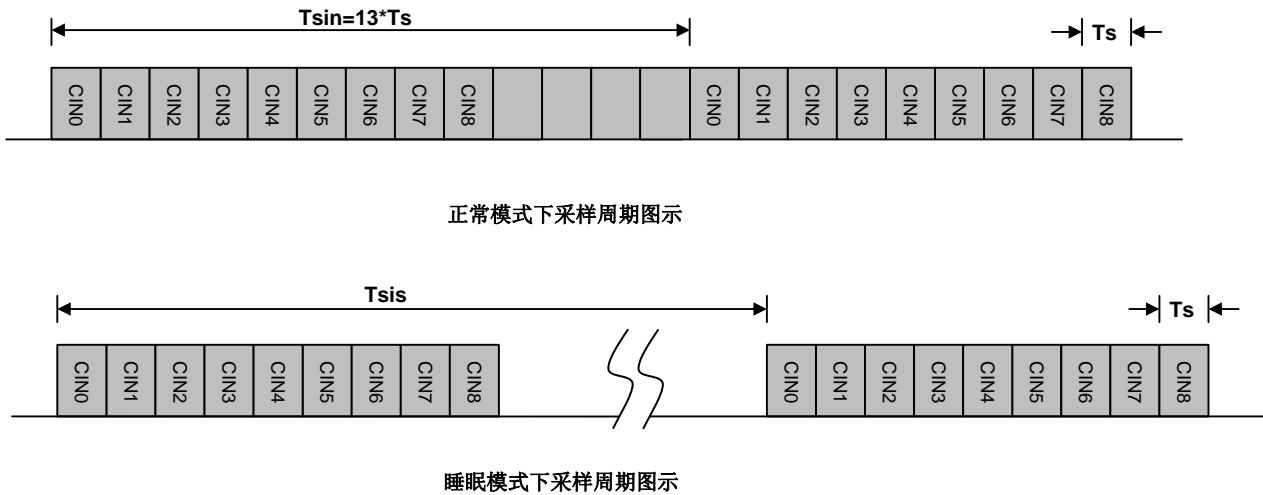 Tsin=13*Ts
Ts
CIN0 CIN1 CIN2 CIN3 CIN4 CIN5 CIN6 CIN7 CIN8 CIN0 CIN1 CIN2 CIN3 CIN4 CIN5 CIN6 CIN7 CIN8
正常模式下采样周期图示
Tsis
Ts
CIN0 CIN1 CIN2 CIN3 CIN4 CIN5 CIN6 CIN7 CIN8 CIN0 CIN1 CIN2 CIN3 CIN4 CIN5 CIN6 CIN7 CIN8
睡眠模式下采样周期图示